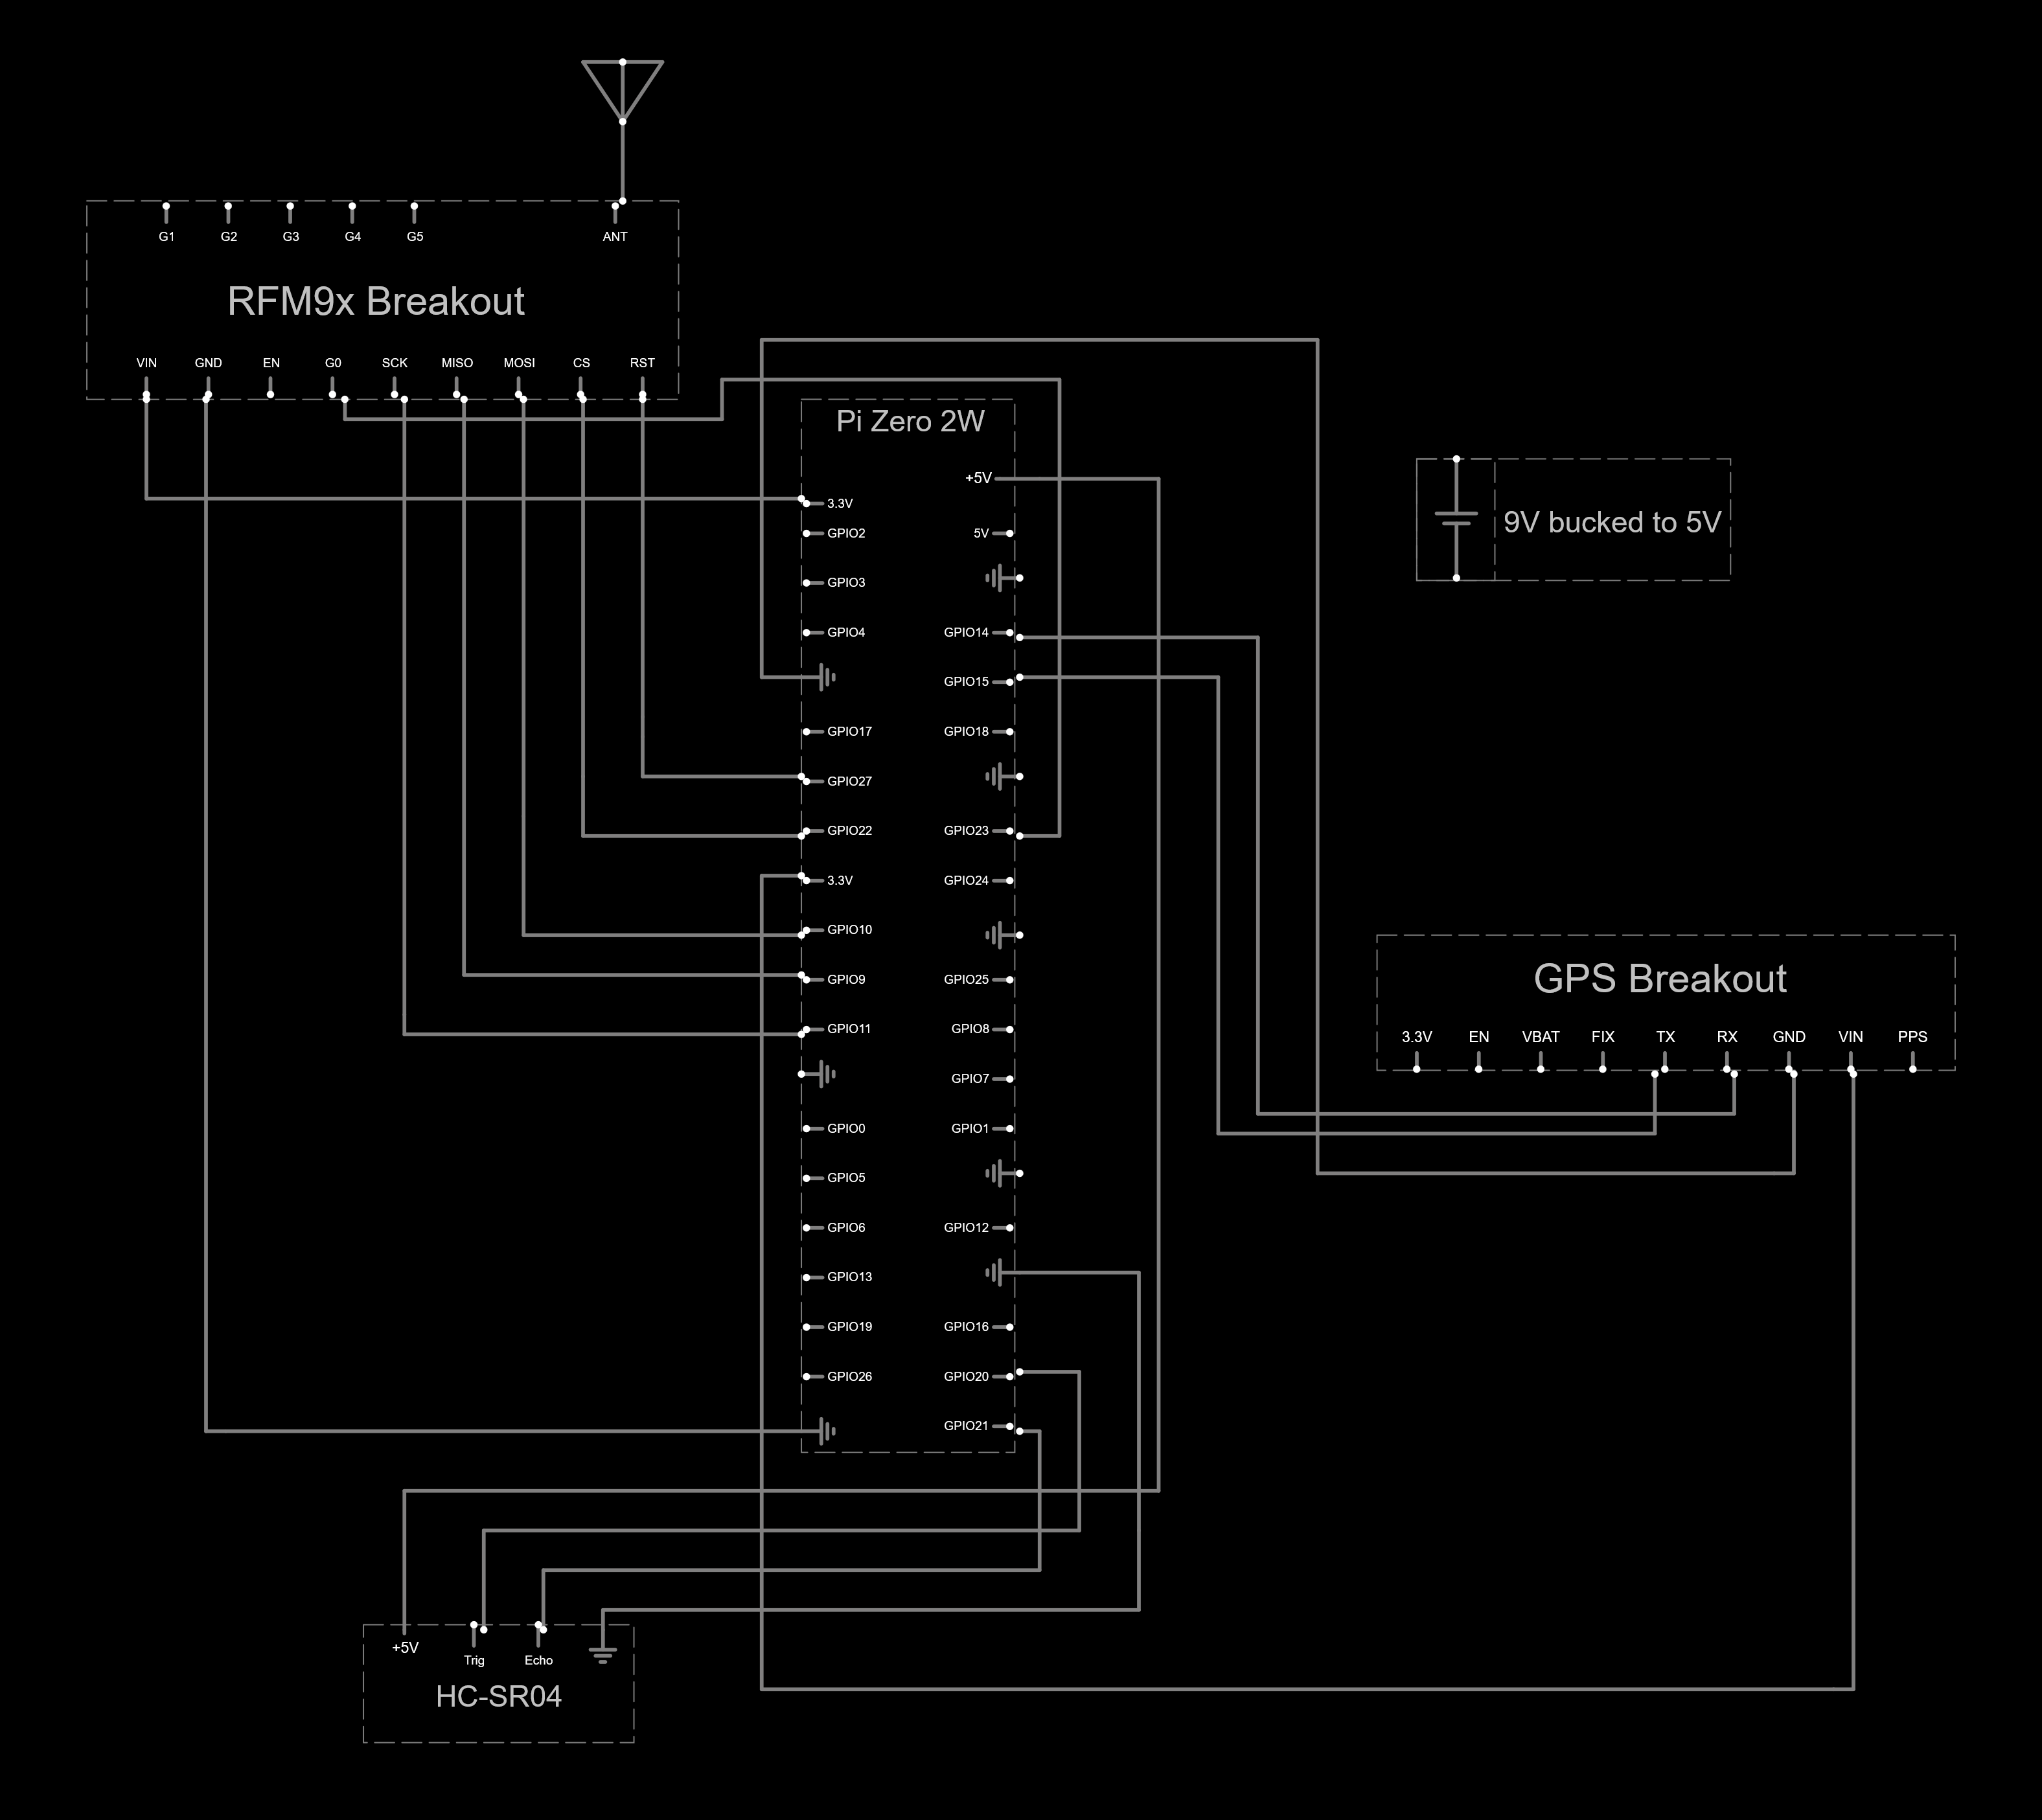 G1 G2 G3 G4 G5 ANT
RFM9x Breakout
VIN GND EN G0 SCK MISO MOSI CS RST
Pi Zero 2W
+5V
3.3V
GPIO2 5V
GPIO3
GPIO4 GPIO14
GPIO15
GPIO17 GPIO18
GPIO27
GPIO22 GPIO23
3.3V GPIO24
GPIO10
GPIO9 GPIO25
GPIO11 GPIO8
GPIO7
GPIO0 GPIO1
GPIO5
GPIO6 GPIO12
GPIO13
GPIO19 GPIO16
GPIO26 GPIO20
GPIO21
9V bucked to 5V
GPS Breakout
3.3V EN VBAT FIX TX RX GND VIN PPS
+5V
Trig Echo
HC-SR04